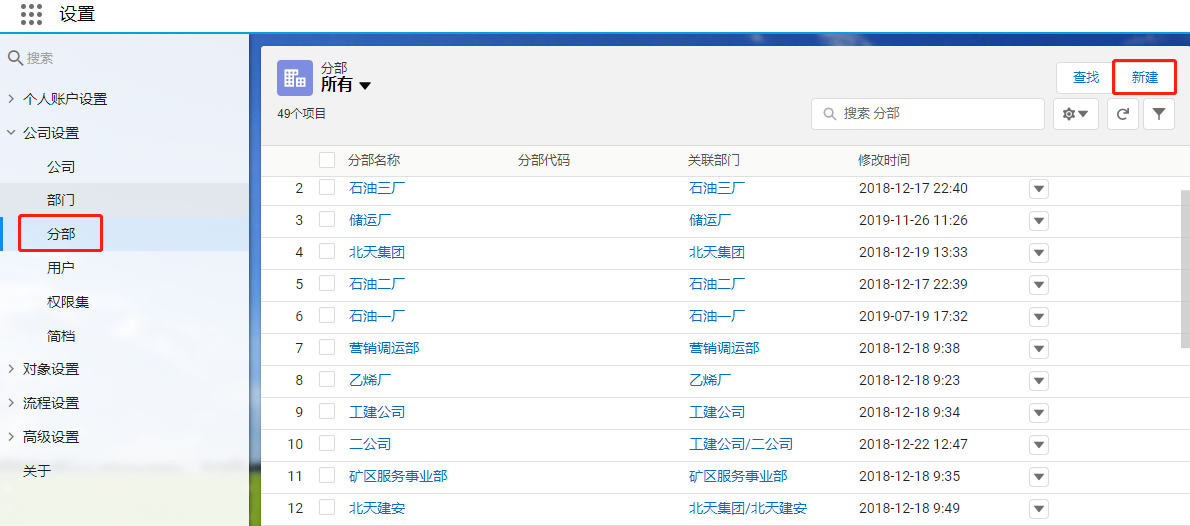 设置
搜索
个人账户设置
公司设置
公司
部门
分部
用户
权限集
简档
对象设置
流程设置
高级设置
关于
分部
所有
49个项目
查找 新建
搜索 分部
分部名称 分部代码 关联部门 修改时间
2 石油三厂 石油三厂 2018-12-17 22:40
3 储运厂 储运厂 2019-11-26 11:26
4 北天集团 北天集团 2018-12-19 13:33
5 石油二厂 石油二厂 2018-12-17 22:39
6 石油一厂 石油一厂 2019-07-19 17:32
7 营销调运部 营销调运部 2018-12-18 9:38
8 乙烯厂 乙烯厂 2018-12-18 9:23
9 工建公司 工建公司 2018-12-18 9:34
10 二公司 工建公司/二公司 2018-12-22 12:47
11 矿区服务事业部 矿区服务事业部 2018-12-18 9:35
12 北天建安 北天集团/北天建安 2018-12-18 9:49